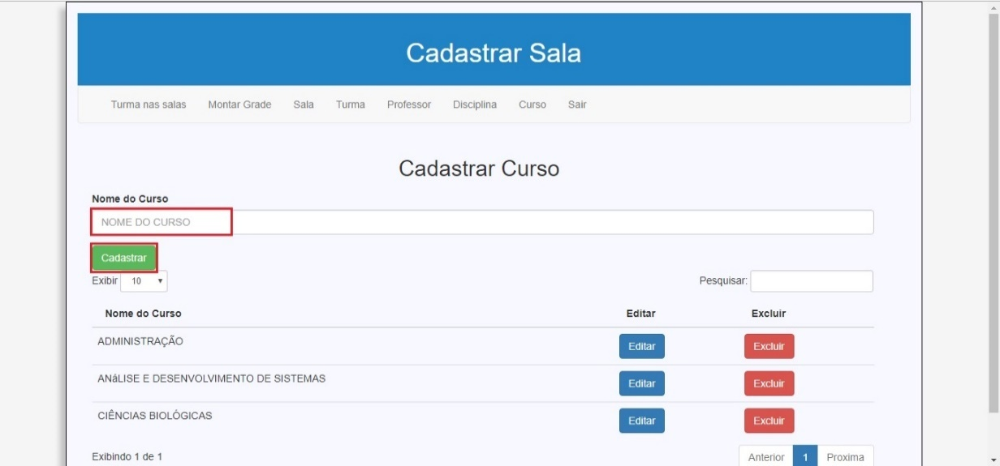 Cadastrar Sala
Turma nas salas Montar Grade Sala Turma Professor Disciplina Curso Sair
Cadastrar Curso
Nome do Curso
NOME DO CURSO
Cadastrar
Exibir 10 Pesquisar:
Nome do Curso Editar Excluir
ADMINISTRAÇÃO Editar Excluir
ANáLISE E DESENVOLVIMENTO DE SISTEMAS Editar Excluir
CIÊNCIAS BIOLÓGICAS Editar Excluir
Exibindo 1 de 1 Anterior 1 Proxima